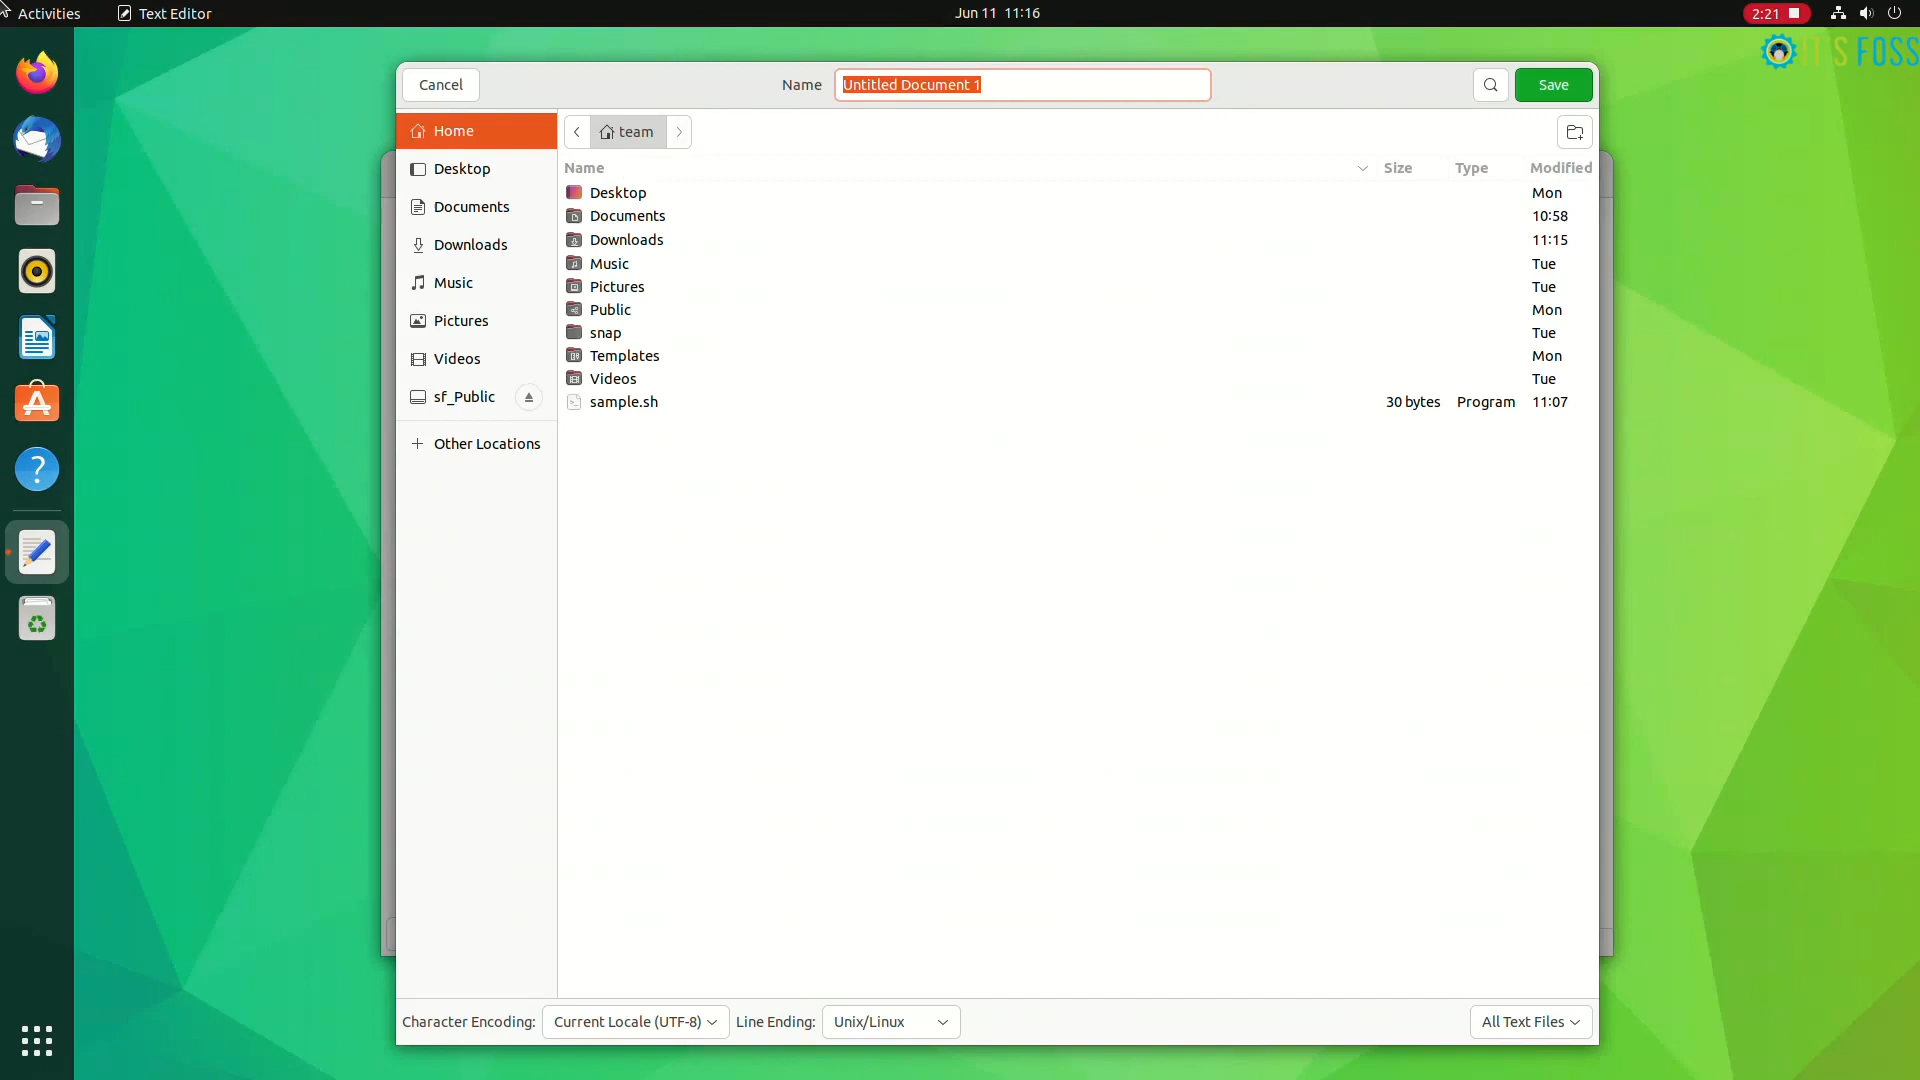 Activities Text Editor Jun 11 11:16 2:21
IT'S FOSS
Cancel Name Untitled Document 1 Save
Home
Desktop
Documents
Downloads
Music
Pictures
Videos
sf_Public
Other Locations
team
Name Size Type Modified
Desktop Mon
Documents 10:58
Downloads 11:15
Music Tue
Pictures Tue
Public Mon
snap Tue
Templates Mon
Videos Tue
sample.sh 30 bytes Program 11:07
Character Encoding: Current Locale (UTF-8) Line Ending: Unix/Linux All Text Files